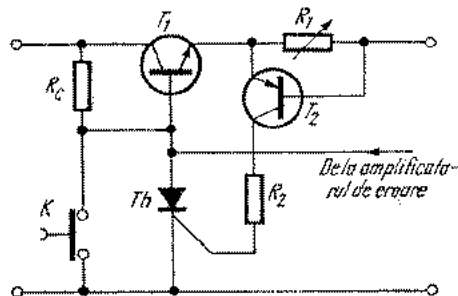 T1
R1
RC
T2
De la amplificato-
rul de eroare
K
Th
R2